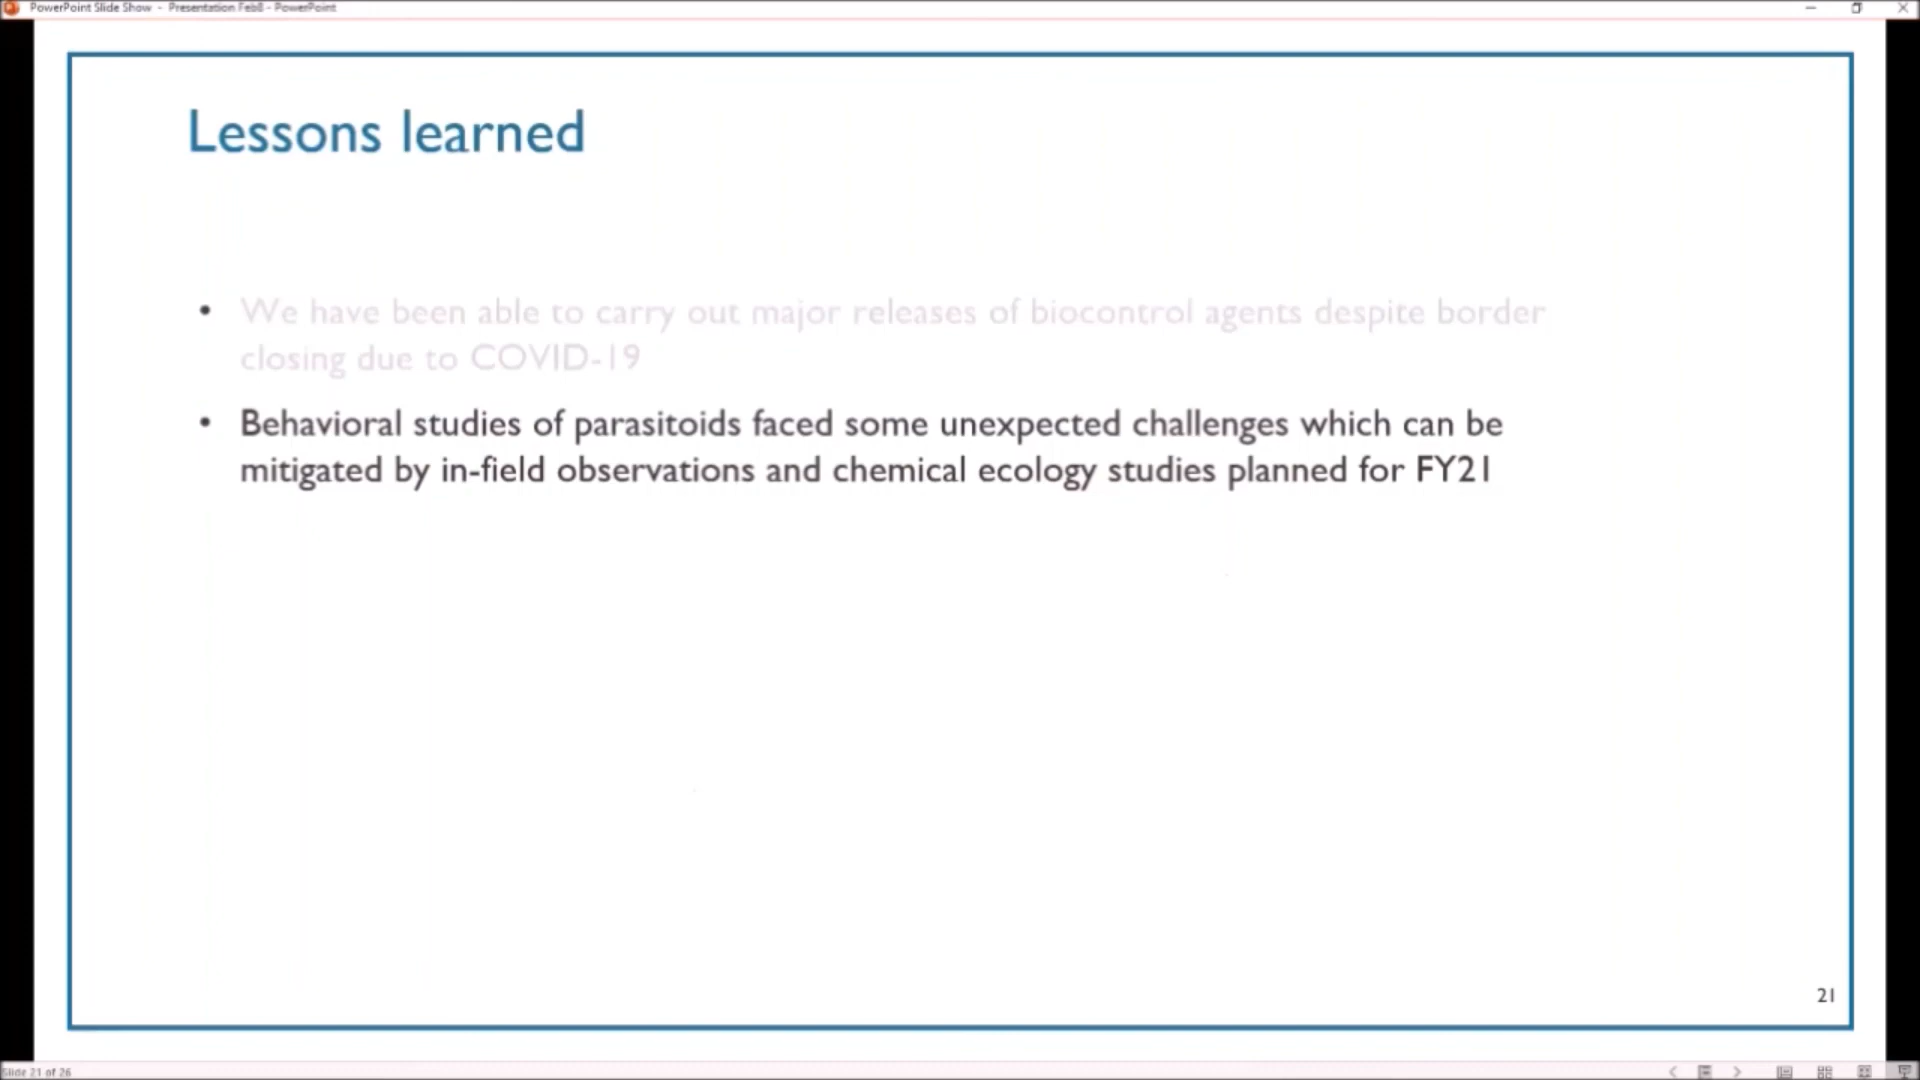 PowerPoint Slide Show - Presentation Feb8 - PowerPoint
Lessons learned
• We have been able to carry out major releases of biocontrol agents despite border
closing due to COVID-19
• Behavioral studies of parasitoids faced some unexpected challenges which can be
mitigated by in-field observations and chemical ecology studies planned for FY21
21
Slide 21 of 26